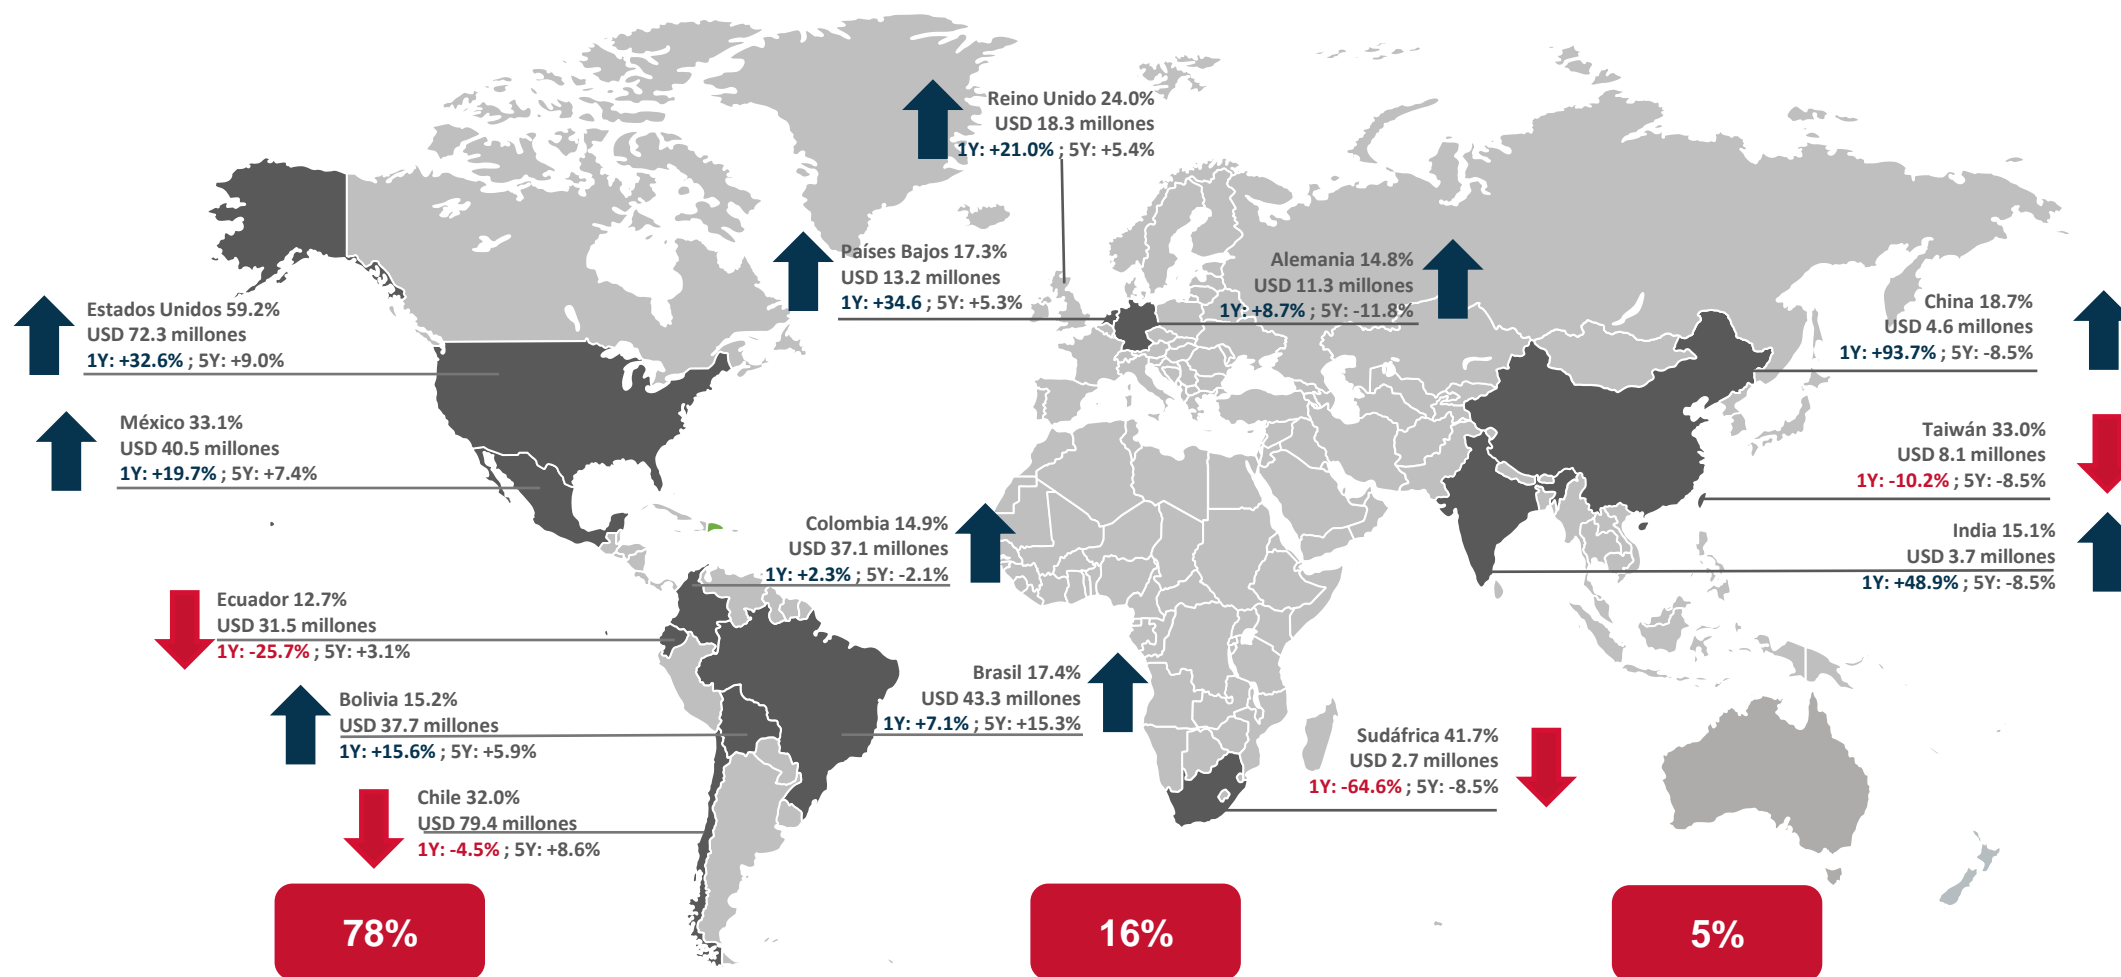 Reino Unido 24.0%
USD 18.3 millones
1Y: +21.0% ; 5Y: +5.4%
Países Bajos 17.3%
USD 13.2 millones
1Y: +34.6 ; 5Y: +5.3%
Alemania 14.8%
USD 11.3 millones
1Y: +8.7% ; 5Y: -11.8%
Estados Unidos 59.2%
USD 72.3 millones
1Y: +32.6% ; 5Y: +9.0%
China 18.7%
USD 4.6 millones
1Y: +93.7% ; 5Y: -8.5%
México 33.1%
USD 40.5 millones
1Y: +19.7% ; 5Y: +7.4%
Taiwán 33.0%
USD 8.1 millones
1Y: -10.2% ; 5Y: -8.5%
Colombia 14.9%
USD 37.1 millones
1Y: +2.3% ; 5Y: -2.1%
India 15.1%
USD 3.7 millones
1Y: +48.9% ; 5Y: -8.5%
Ecuador 12.7%
USD 31.5 millones
1Y: -25.7% ; 5Y: +3.1%
Brasil 17.4%
USD 43.3 millones
1Y: +7.1% ; 5Y: +15.3%
Bolivia 15.2%
USD 37.7 millones
1Y: +15.6% ; 5Y: +5.9%
Sudáfrica 41.7%
USD 2.7 millones
1Y: -64.6% ; 5Y: -8.5%
Chile 32.0%
USD 79.4 millones
1Y: -4.5% ; 5Y: +8.6%
78%
16%
5%